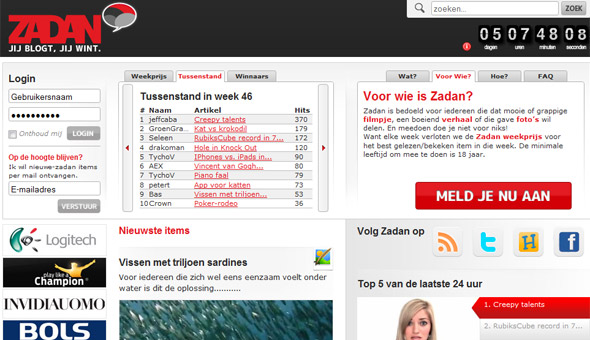 ZADAN
JIJ BLOGT, JIJ WINT.
zoeken...
ZOEK
05 07 48 08
dagen uren minuten seconden
Login
Gebruikersnaam
Onthoud mij
LOGIN
Op de hoogte blijven?
Ik wil nieuwe zadan items
per mail ontvangen.
E-mailadres
VERSTUUR
Weekprijs Tussenstand Winnaars
Tussenstand in week 46
# Naam Artikel Hits
1 jeffcaba Creepy talents 370
2 GroenGra... Kat vs krokodil 179
3 Seleen RubiksCube record in 7... 172
4 drakoman Hole in Knock Out 120
5 TychoV IPhones vs. iPads in... 90
6 AEX Vincent van Gogh... 80
7 TychoV Piano faal 79
8 petert App voor katten 73
9 Bas Vissen met triljoen... 53
10 Crown Poker-rodeo 36
Wat? Voor Wie? Hoe? FAQ
Voor wie is Zadan?
Zadan is bedoeld voor iedereen die dat mooie of grappige
filmpje, een boeiend verhaal of die gave foto's wil
delen. En meedoen doe je niet voor niks!
Want elke week verloten we de Zadan weekprijs voor
het best gelezen/bekeken item in die week. De minimale
leeftijd om mee te doen is 18 jaar.
MELD JE NU AAN
Logitech
play like a
Champion
INVIDIAUOMO
BOLS
Nieuwste items
Vissen met triljoen sardines
Voor iedereen die zich wel eens eenzaam voelt onder
water is dit de oplossing...........
Volg Zadan op
Top 5 van de laatste 24 uur
1. Creepy talents
2. RubiksCube record in 7...